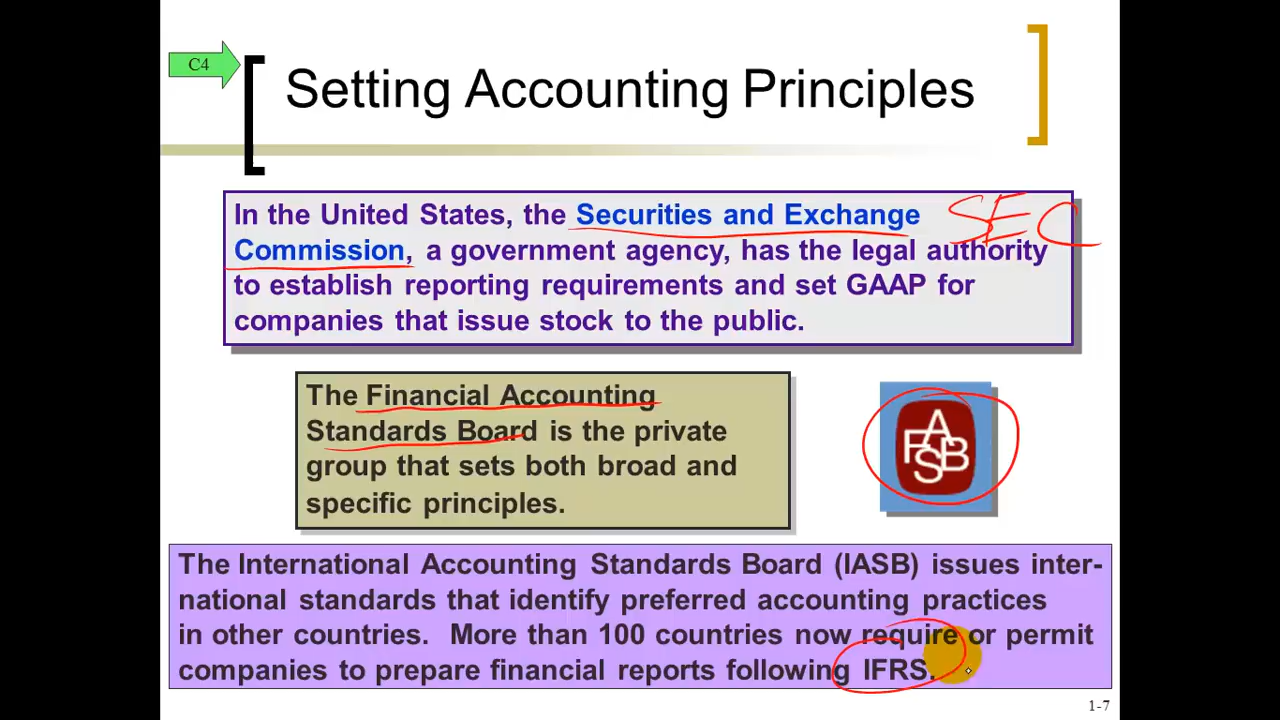 C4
Setting Accounting Principles
In the United States, the Securities and Exchange
SEC
Commission, a government agency, has the legal authority
to establish reporting requirements and set GAAP for
companies that issue stock to the public.
The Financial Accounting
Standards Board is the private
group that sets both broad and
specific principles.
FASB
The International Accounting Standards Board (IASB) issues inter-
national standards that identify preferred accounting practices
in other countries. More than 100 countries now require or permit
companies to prepare financial reports following IFRS.
1-7